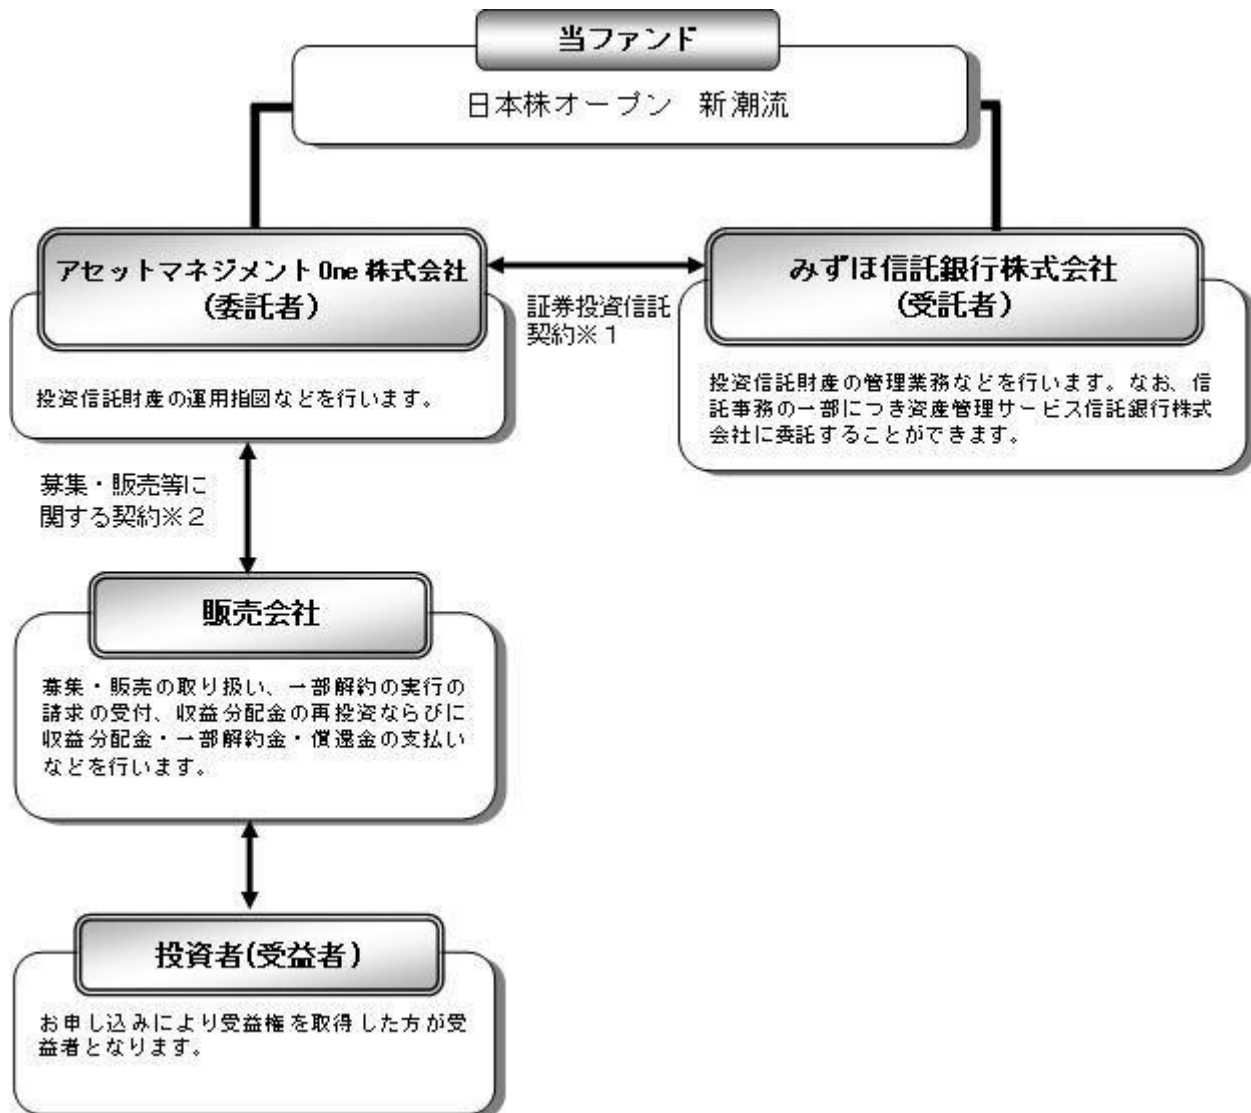 当ファンド
日本株オープン 新潮流
アセットマネジメント One 株式会社
(委託者)
投資信託財産の運用指図などを行います。
証券投資信託
契約※１
みずほ信託銀行株式会社
(受託者)
投資信託財産の管理業務などを行います。なお、信
託事務の一部につき資産管理サービス信託銀行株式
会社に委託することができます。
募集・販売等に
関する契約※２
販売会社
募集・販売の取り扱い、一部解約の実行の
請求の受付、収益分配金の再投資ならびに
収益分配金・一部解約金・償還金の支払い
などを行います。
投資者(受益者)
お申し込みにより受益権を取得した方が受
益者となります。